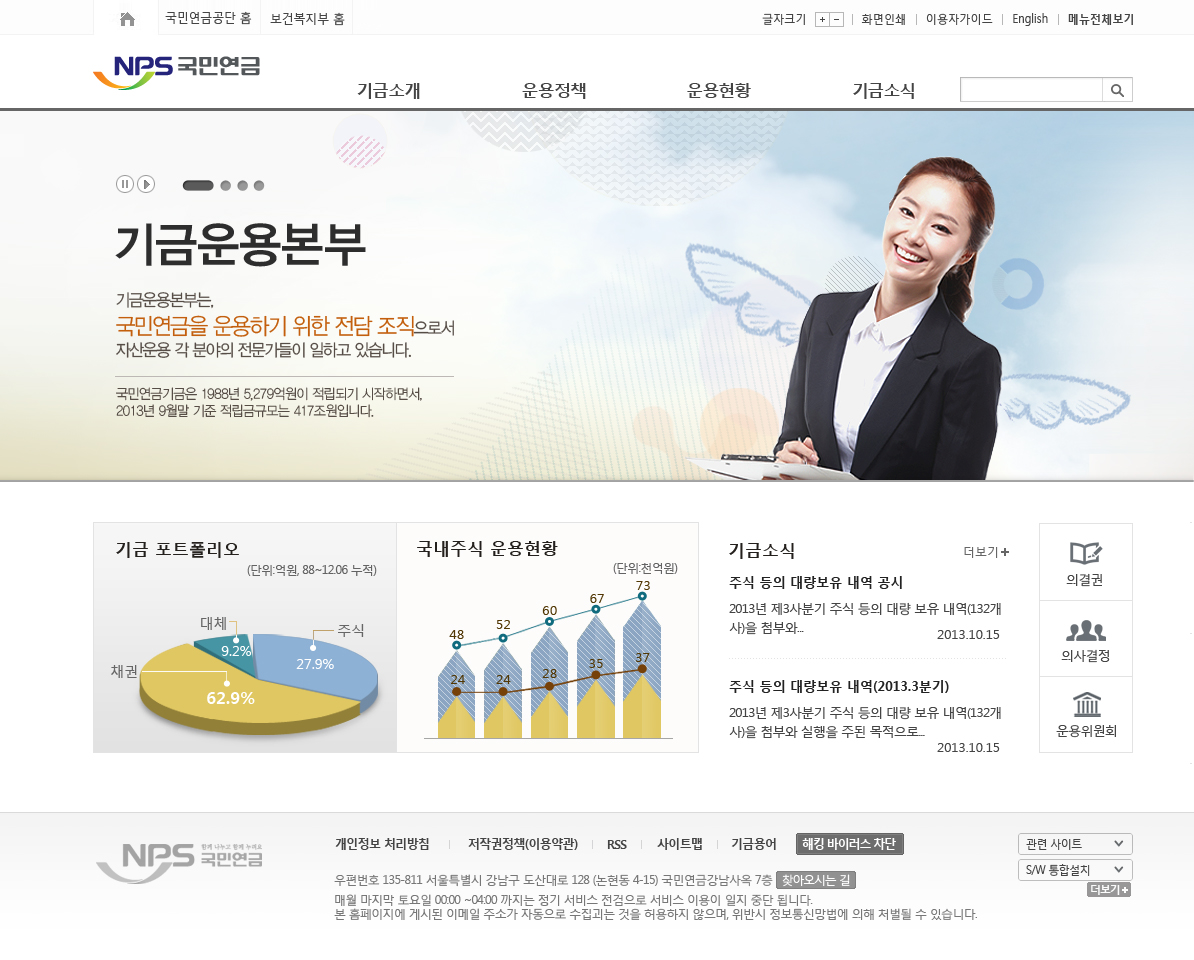 국민연금공단 홈 보건복지부 홈
글자크기 + - 화면인쇄 이용자가이드 English 메뉴전체보기
NPS 국민연금
기금소개 운용정책 운용현황 기금소식
기금운용본부
기금운용본부는,
국민연금을 운용하기 위한 전담 조직으로서
자산운용 각 분야의 전문가들이 일하고 있습니다.
국민연금기금은 1988년 5,279억원이 적립되기 시작하면서,
2013년 9월말 기준 적립금규모는 417조원입니다.
기금 포트폴리오
(단위:억원, 88~12.06 누적)
대체
9.2%
주식
27.9%
채권
62.9%
국내주식 운용현황
(단위:천억원)
48 52 60 67 73
24 24 28 35 37
기금소식
더보기+
주식 등의 대량보유 내역 공시
2013년 제3사분기 주식 등의 대량 보유 내역(132개
사)을 첨부와...
2013.10.15
주식 등의 대량보유 내역(2013.3분기)
2013년 제3사분기 주식 등의 대량 보유 내역(132개
사)을 첨부와 실행을 주된 목적으로...
2013.10.15
의결권
의사결정
운용위원회
함께 나누고 함께 누려요
NPS 국민연금
개인정보 처리방침 저작권정책(이용약관) RSS 사이트맵 기금용어 해킹 바이러스 차단
우편번호 135-811 서울특별시 강남구 도산대로 128 (논현동 4-15) 국민연금강남사옥 7층 찾아오시는 길
매월 마지막 토요일 00:00 ~04:00 까지는 정기 서비스 전검으로 서비스 이용이 일지 중단 됩니다.
본 홈페이지에 게시된 이메일 주소가 자동으로 수집괴는 것을 허용하지 않으며, 위반시 정보통신망법에 의해 처벌될 수 있습니다.
관련 사이트
S/W 통합설치
더보기+